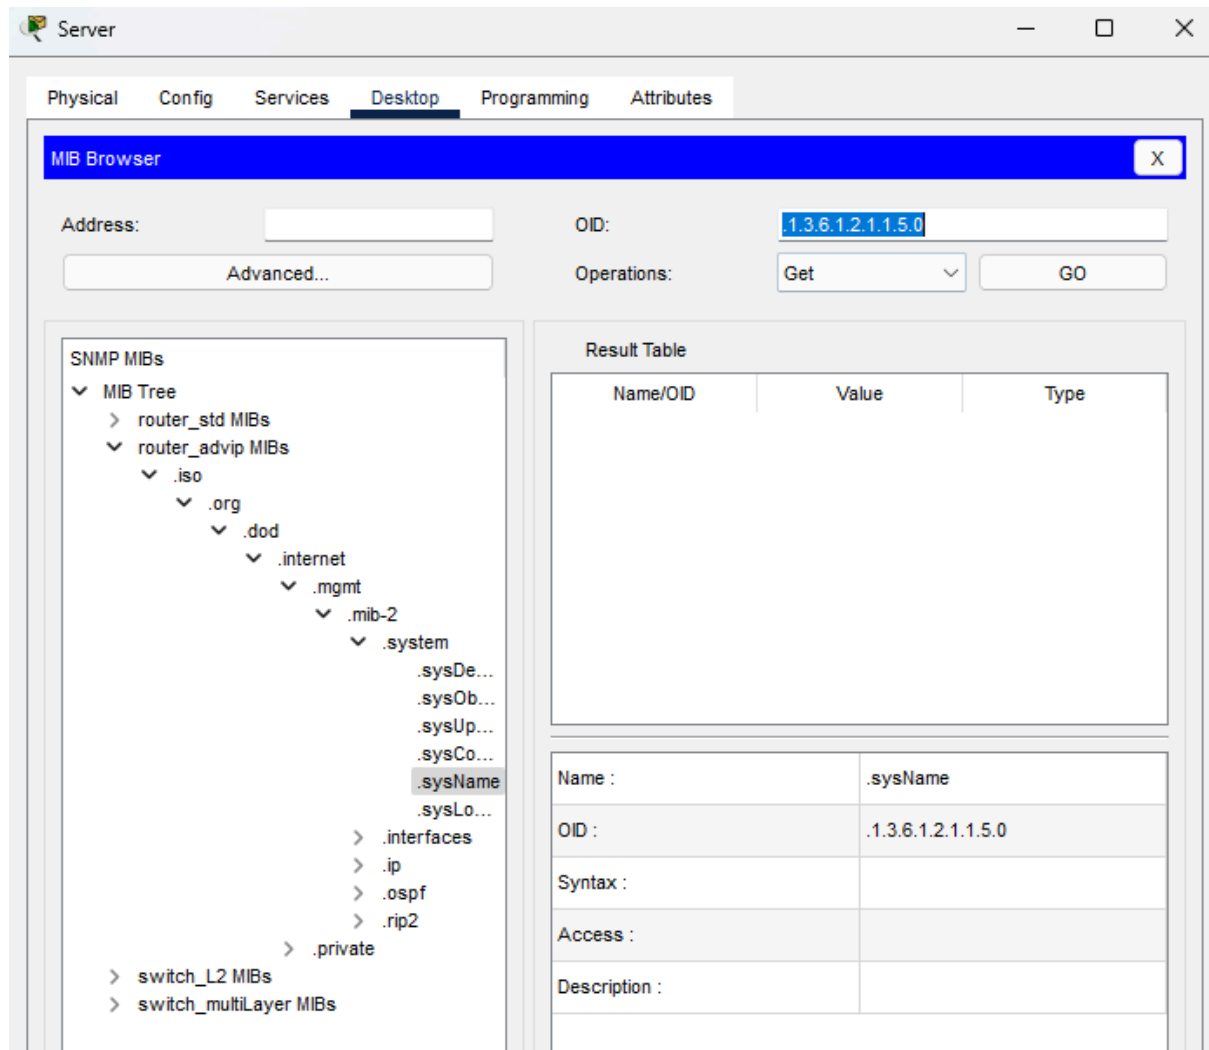 Server
Physical Config Services Desktop Programming Attributes
MIB Browser X
Address: OID: .1.3.6.1.2.1.1.5.0
Advanced... Operations: Get GO
SNMP MIBs
MIB Tree
router_std MIBs
router_advip MIBs
.iso
.org
.dod
.internet
.mgmt
.mib-2
.system
.sysDe...
.sysOb...
.sysUp...
.sysCo...
.sysName
.sysLo...
.interfaces
.ip
.ospf
.rip2
.private
switch_L2 MIBs
switch_multiLayer MIBs
Result Table
Name/OID Value Type
Name : .sysName
OID : .1.3.6.1.2.1.1.5.0
Syntax :
Access :
Description :